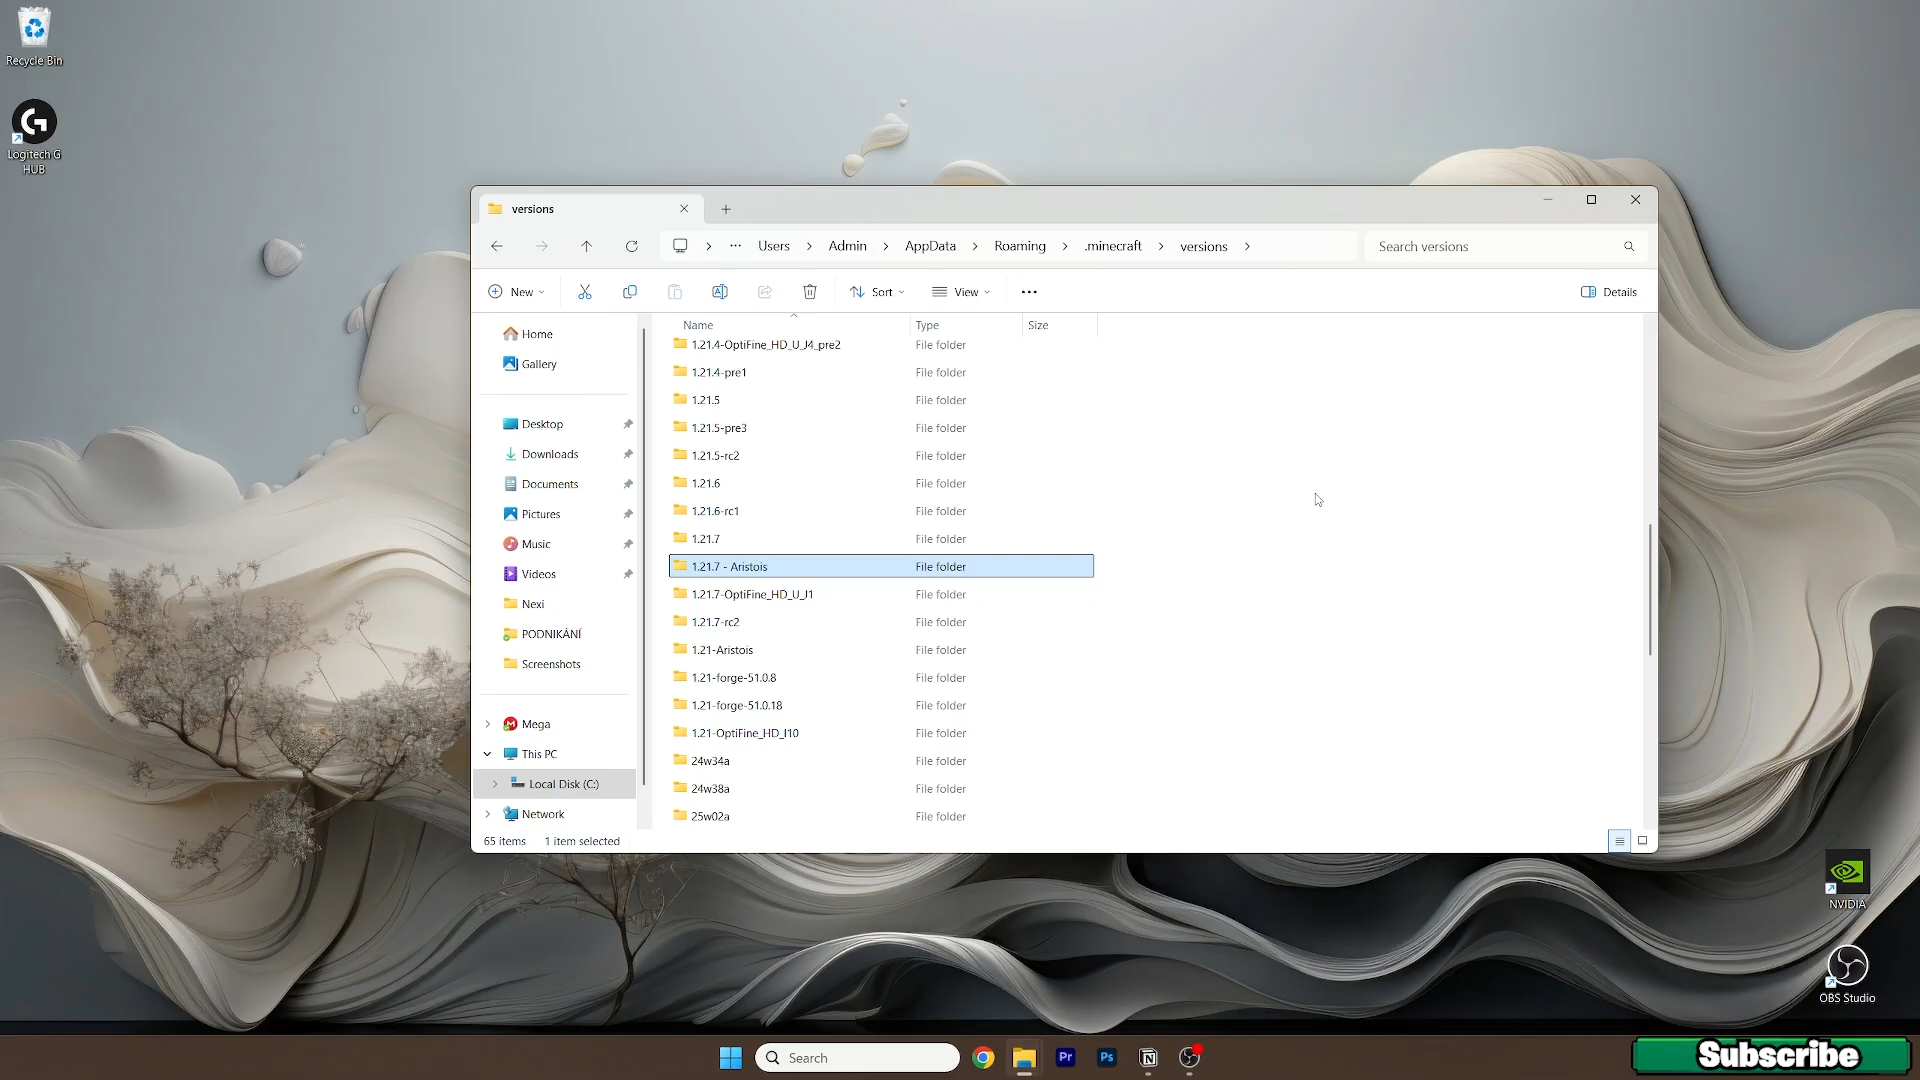 Recycle Bin
Logitech G
HUB
versions
Users
Admin
AppData
Roaming
.minecraft
versions
Search versions
New
Sort
View
Details
Home
Gallery
Desktop
Downloads
Documents
Pictures
Music
Videos
Nexi
PODNIKÁNÍ
Screenshots
Mega
This PC
Local Disk (C:)
Network
Name Type Size
1.21.4-OptiFine_HD_U_J4_pre2 File folder
1.21.4-pre1 File folder
1.21.5 File folder
1.21.5-pre3 File folder
1.21.5-rc2 File folder
1.21.6 File folder
1.21.6-rc1 File folder
1.21.7 File folder
1.21.7 - Aristois File folder
1.21.7-OptiFine_HD_U_J1 File folder
1.21.7-rc2 File folder
1.21-Aristois File folder
1.21-forge-51.0.8 File folder
1.21-forge-51.0.18 File folder
1.21-OptiFine_HD_I10 File folder
24w34a File folder
24w38a File folder
25w02a File folder
65 items 1 item selected
NVIDIA
OBS Studio
Search
Pr
Ps
Subscribe